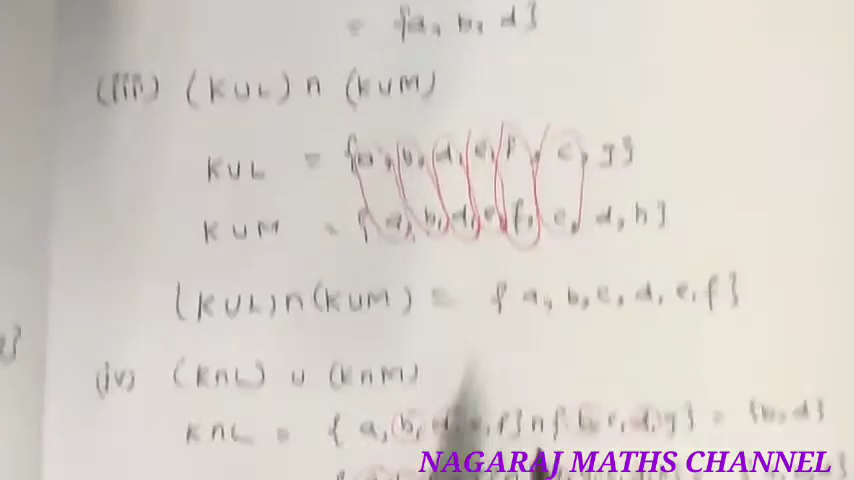 = {a, b, d}
(iii) (K∪L) ∩ (K∪M)
K∪L = {a, b, d, e, f, c, g}
K∪M = { a, b, d, e, f, c, d, h}
(K∪L)∩(K∪M) = { a, b, c, d, e, f}
(iv) (K∩L) ∪ (K∩M)
K∩L = { a, b, d, e, f} ∩ { b, c, d, g} = {b, d}
NAGARAJ MATHS CHANNEL